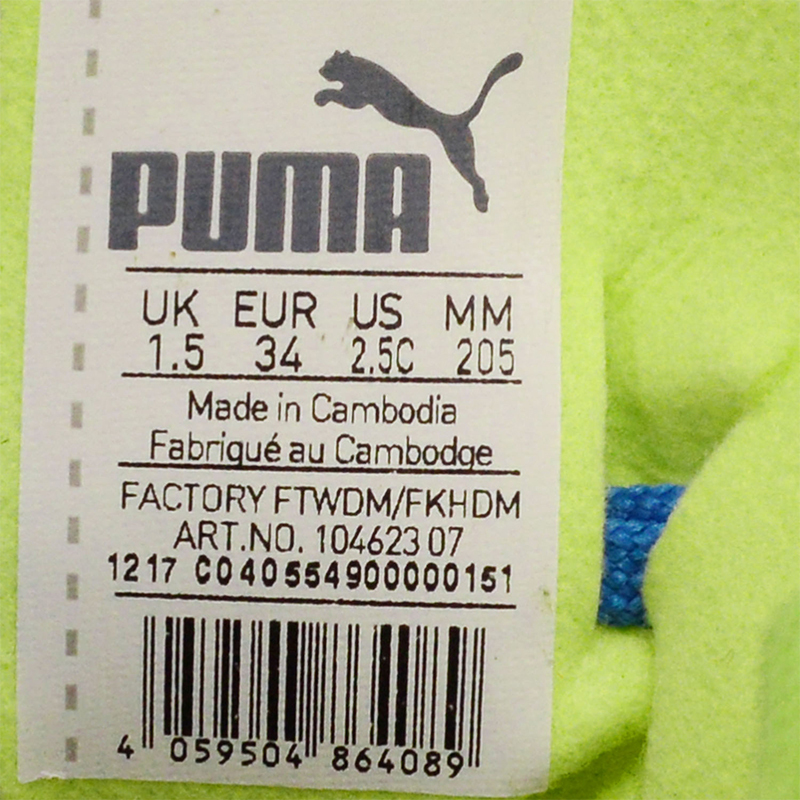 PUMA
UK EUR US MM
1.5 34 2.5C 205
Made in Cambodia
Fabriqué au Cambodge
FACTORY FTWDM/FKHDM
ART.NO. 104623 07
1217 C040554900000151
4 059504 864089